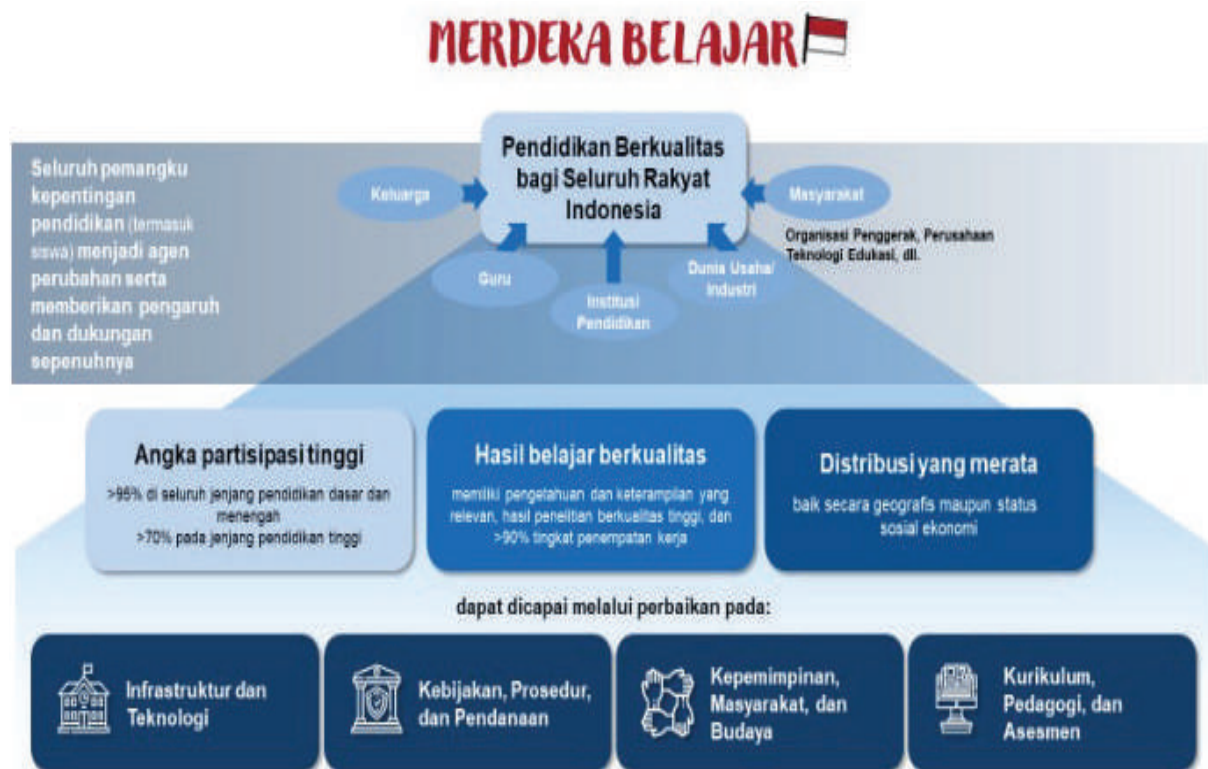 MERDEKA BELAJAR
Pendidikan Berkualitas
bagi Seluruh Rakyat
Indonesia
Seluruh pemangku
kepentingan
pendidikan (termasuk
siswa) menjadi agen
perubahan serta
memberikan pengaruh
dan dukungan
sepenuhnya
Keluarga
Guru
Institusi
Pendidikan
Dunia Usaha/
Industri
Masyarakat
Organisasi Penggerak, Perusahaan
Teknologi Edukasi, dll.
Angka partisipasi tinggi
>95% di seluruh jenjang pendidikan dasar dan
menengah
>70% pada jenjang pendidikan tinggi
Hasil belajar berkualitas
memiliki pengetahuan dan keterampilan yang
relevan, hasil penelitian berkualitas tinggi, dan
>90% tingkat penempatan kerja
Distribusi yang merata
baik secara geografis maupun status
sosial ekonomi
dapat dicapai melalui perbaikan pada:
Infrastruktur dan
Teknologi
Kebijakan, Prosedur,
dan Pendanaan
Kepemimpinan,
Masyarakat, dan
Budaya
Kurikulum,
Pedagogi, dan
Asesmen